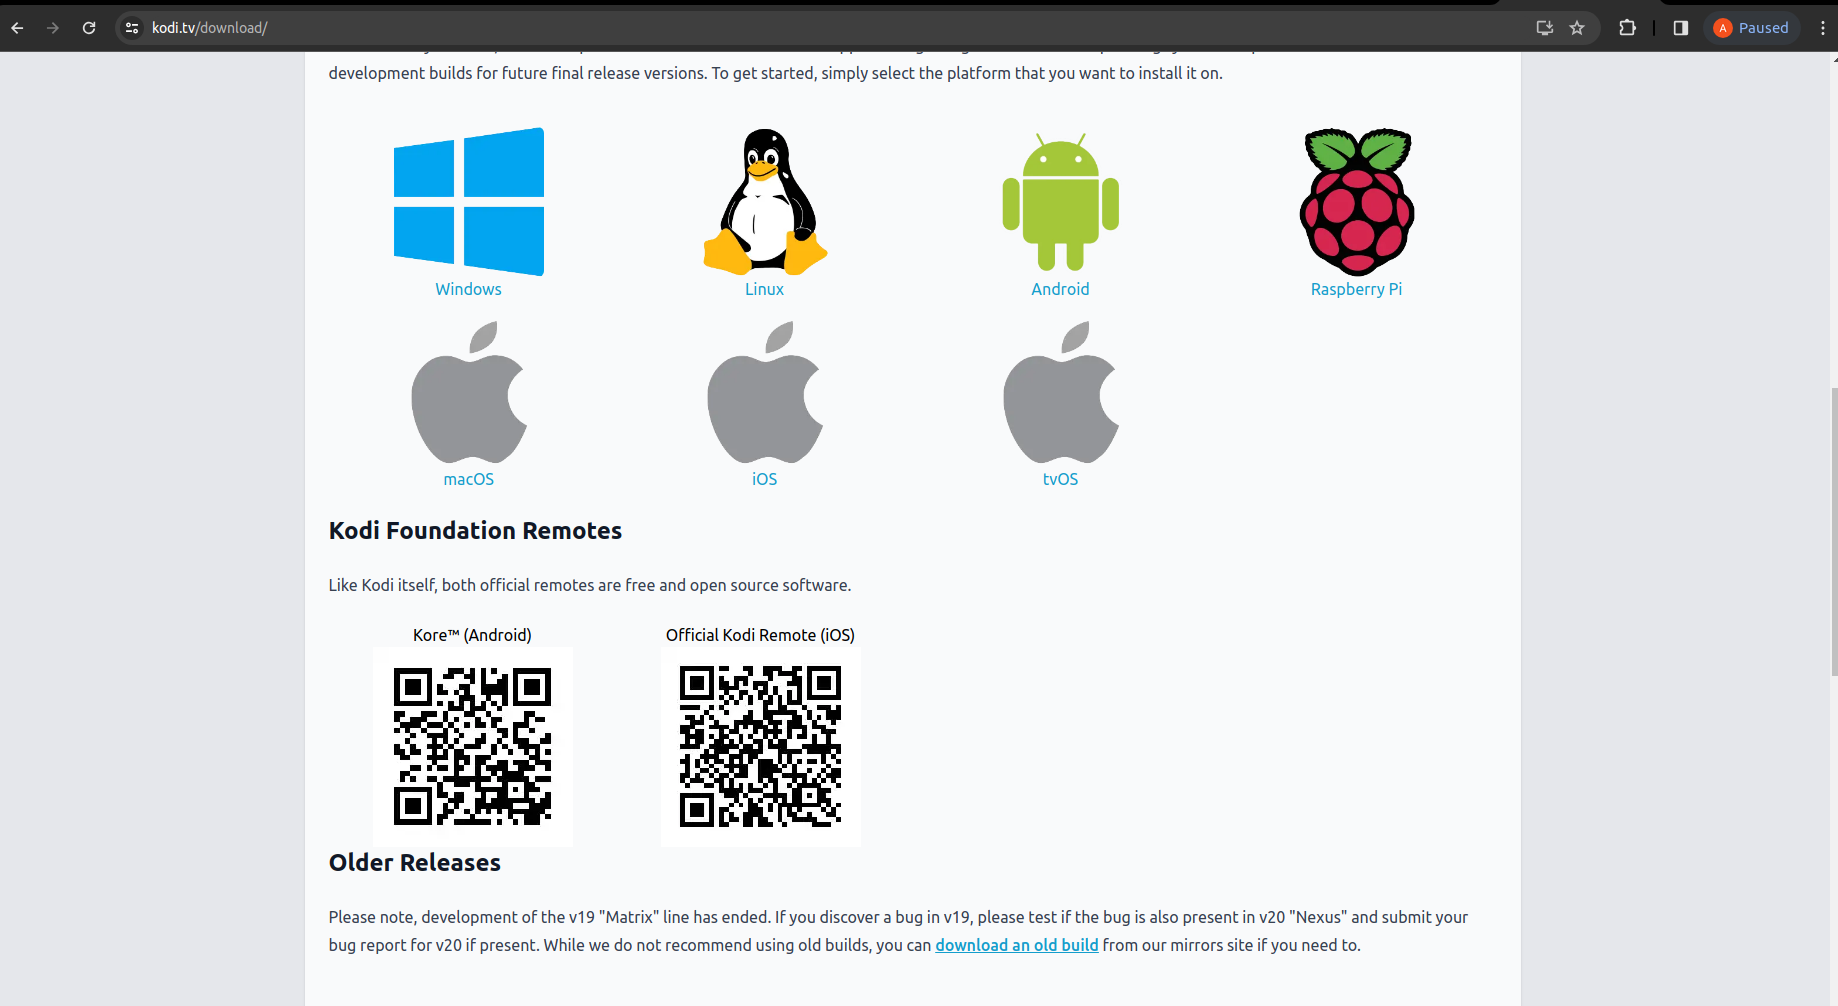 kodi.tv/download/
A Paused
development builds for future final release versions. To get started, simply select the platform that you want to install it on.
Windows Linux Android Raspberry Pi
macOS iOS tvOS
Kodi Foundation Remotes
Like Kodi itself, both official remotes are free and open source software.
Kore™ (Android) Official Kodi Remote (iOS)
Older Releases
Please note, development of the v19 "Matrix" line has ended. If you discover a bug in v19, please test if the bug is also present in v20 "Nexus" and submit your
bug report for v20 if present. While we do not recommend using old builds, you can download an old build from our mirrors site if you need to.